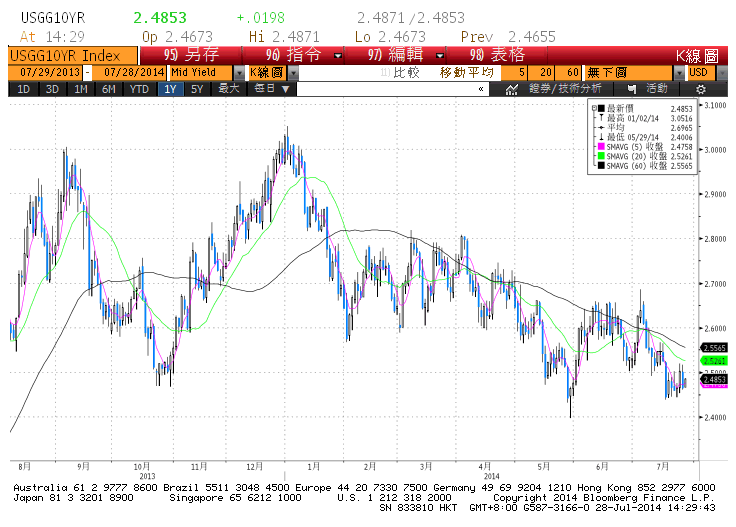 USGG10YR 2.4853 +.0198 2.4871/2.4853
At 14:29 Op 2.4673 Hi 2.4871 Lo 2.4673 Prev 2.4655
USGG10YR Index 95) 另存 96) 指令 97) 編輯 98) 表格 K線圖
07/29/2013 - 07/28/2014 Mid Yield K線圖 比較 移動平均 5 20 60 無下圖 USD
1D 3D 1M 6M YTD 1Y 5Y 最大 每日 ▼ « 證券/技術分析 活動
最新價 2.4853
最高 01/02/14 3.0516
平均 2.6965
最低 05/29/14 2.4006
SMAVG (5) 收盤 2.4758
SMAVG (20) 收盤 2.5261
SMAVG (60) 收盤 2.5565
3.1000
3.0000
2.9000
2.8000
2.7000
2.6000
2.5565
2.5261
2.5000
2.4853
2.4000
8月 9月 10月 11月 12月 1月 2月 3月 4月 5月 6月 7月
2013 2014
Australia 61 2 9777 8600 Brazil 5511 3048 4500 Europe 44 20 7330 7500 Germany 49 69 9204 1210 Hong Kong 852 2977 6000
Japan 81 3 3201 8900 Singapore 65 6212 1000 U.S. 1 212 318 2000 Copyright 2014 Bloomberg Finance L.P.
SN 833810 HKT GMT+8:00 G587-3166-0 28-Jul-2014 14:29:43